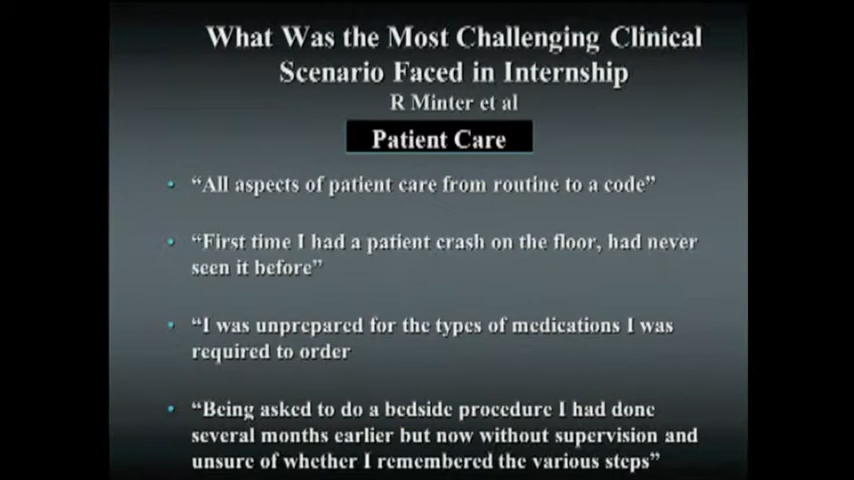 What Was the Most Challenging Clinical
Scenario Faced in Internship
R Minter et al
Patient Care
• “All aspects of patient care from routine to a code”
• “First time I had a patient crash on the floor, had never
seen it before”
• “I was unprepared for the types of medications I was
required to order
• “Being asked to do a bedside procedure I had done
several months earlier but now without supervision and
unsure of whether I remembered the various steps”